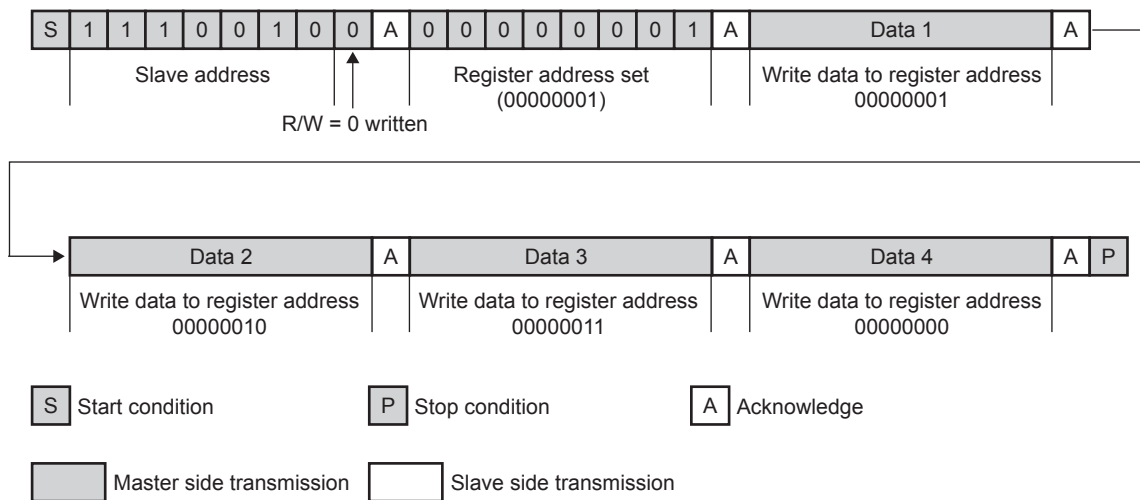 S 1 1 1 0 0 1 0 0 A 0 0 0 0 0 0 0 1 A Data 1 A
Slave address
R/W = 0 written
Register address set
(00000001)
Write data to register address
00000001
Data 2 A Data 3 A Data 4 A P
Write data to register address
00000010
Write data to register address
00000011
Write data to register address
00000000
S Start condition
P Stop condition
A Acknowledge
Master side transmission
Slave side transmission